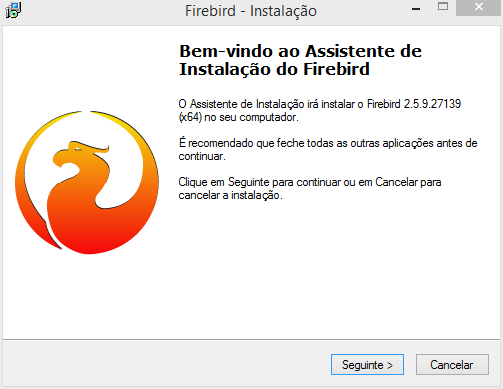 Firebird - Instalação
Bem-vindo ao Assistente de
Instalação do Firebird
O Assistente de Instalação irá instalar o Firebird 2.5.9.27139
(x64) no seu computador.
É recomendado que feche todas as outras aplicações antes de
continuar.
Clique em Seguinte para continuar ou em Cancelar para
cancelar a instalação.
Seguinte >
Cancelar